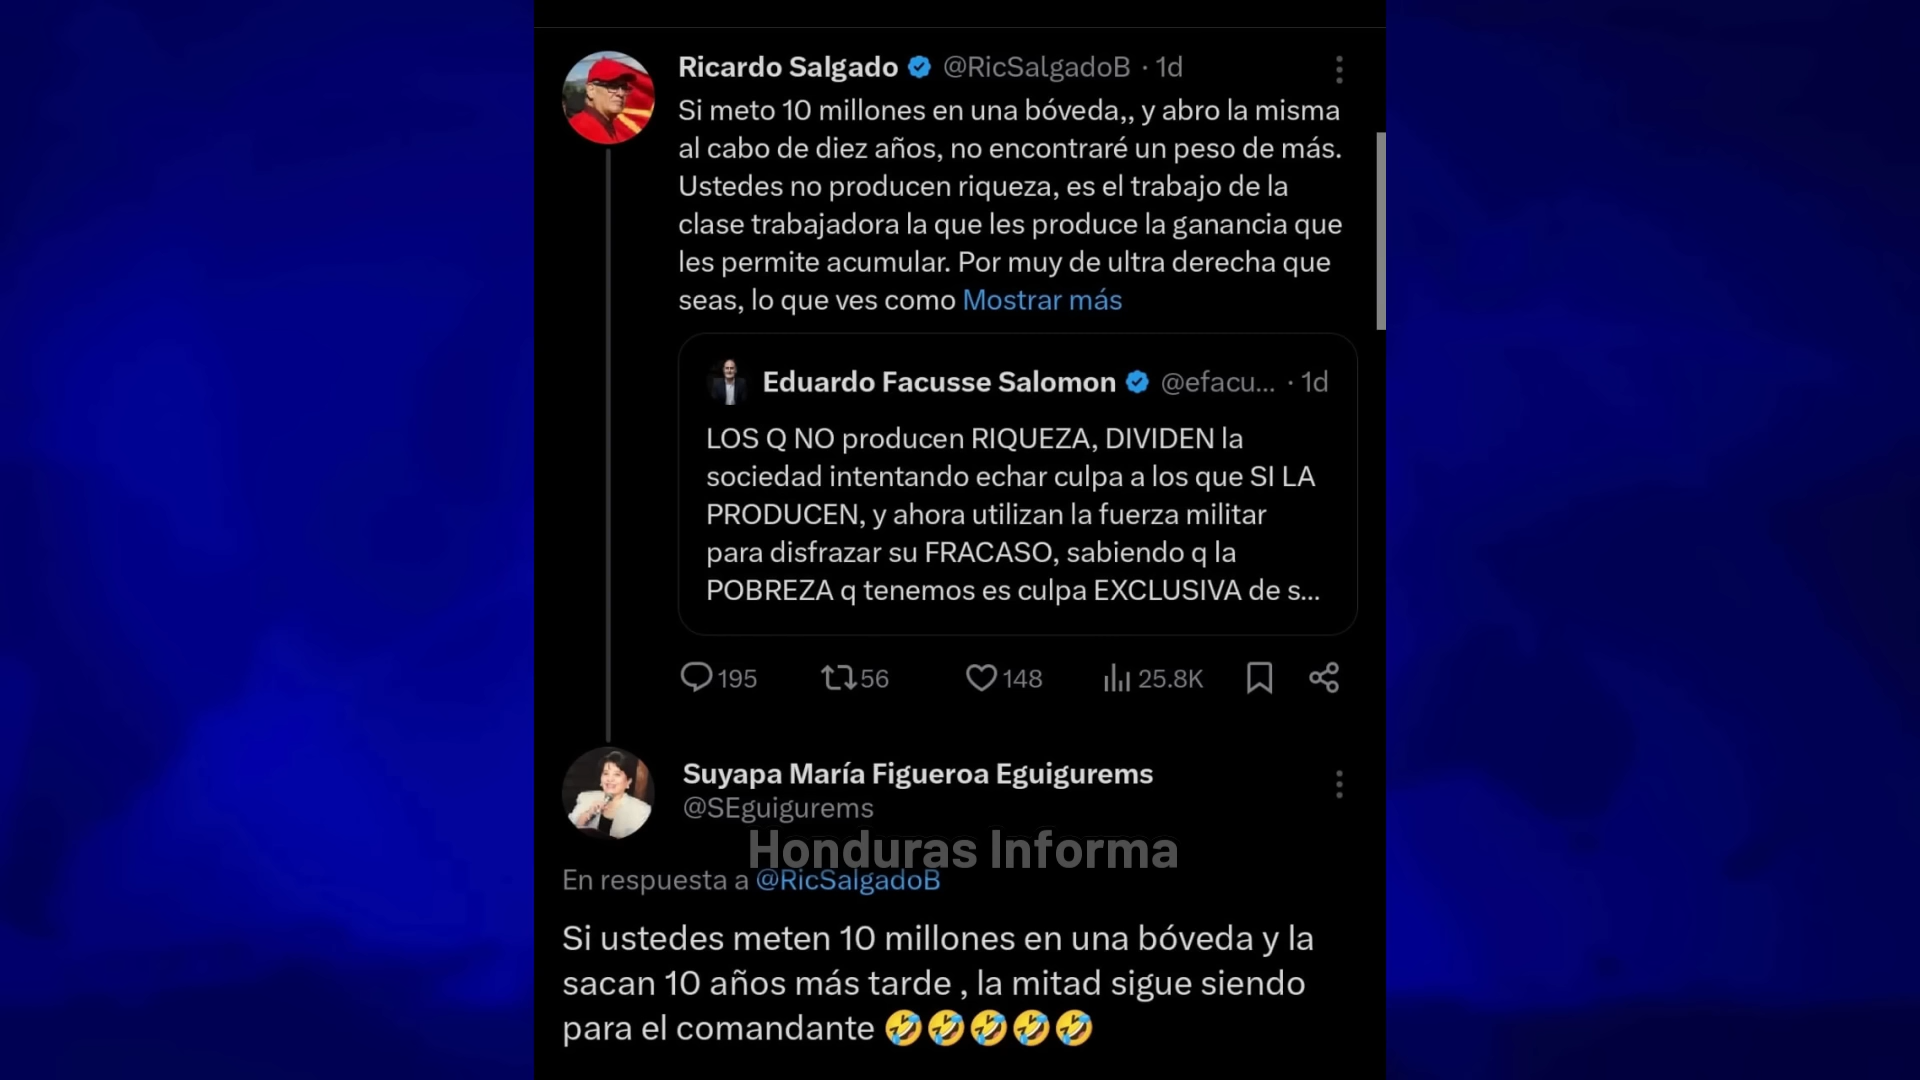 Ricardo Salgado @RicSalgadoB · 1d
Si meto 10 millones en una bóveda,, y abro la misma
al cabo de diez años, no encontraré un peso de más.
Ustedes no producen riqueza, es el trabajo de la
clase trabajadora la que les produce la ganancia que
les permite acumular. Por muy de ultra derecha que
seas, lo que ves como Mostrar más
Eduardo Facusse Salomon @efacu... · 1d
LOS Q NO producen RIQUEZA, DIVIDEN la
sociedad intentando echar culpa a los que SI LA
PRODUCEN, y ahora utilizan la fuerza militar
para disfrazar su FRACASO, sabiendo q la
POBREZA q tenemos es culpa EXCLUSIVA de s...
195 56 148 25.8K
Suyapa María Figueroa Eguigurems
@SEguigurems
Honduras Informa
En respuesta a @RicSalgadoB
Si ustedes meten 10 millones en una bóveda y la
sacan 10 años más tarde , la mitad sigue siendo
para el comandante 🤣🤣🤣🤣🤣